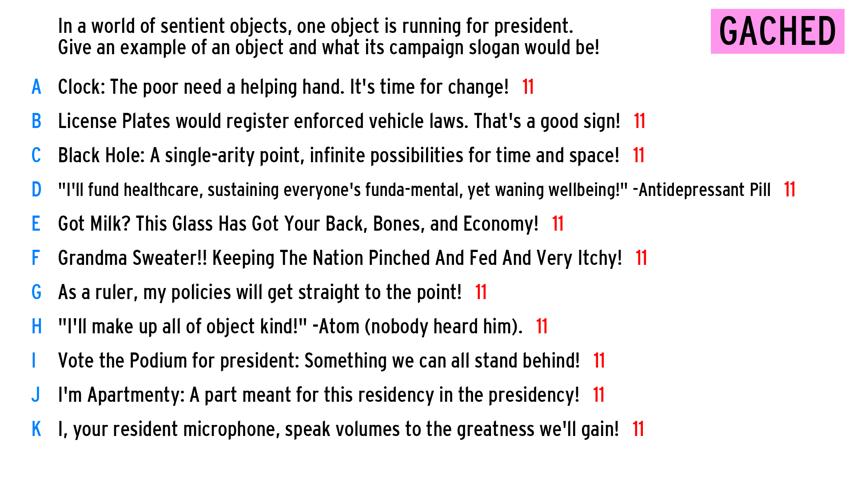 In a world of sentient objects, one object is running for president.
Give an example of an object and what its campaign slogan would be!
GACHED
A Clock: The poor need a helping hand. It's time for change! 11
B License Plates would register enforced vehicle laws. That's a good sign! 11
C Black Hole: A single-arity point, infinite possibilities for time and space! 11
D "I'll fund healthcare, sustaining everyone's funda-mental, yet waning wellbeing!" -Antidepressant Pill 11
E Got Milk? This Glass Has Got Your Back, Bones, and Economy! 11
F Grandma Sweater!! Keeping The Nation Pinched And Fed And Very Itchy! 11
G As a ruler, my policies will get straight to the point! 11
H "I'll make up all of object kind!" -Atom (nobody heard him). 11
I Vote the Podium for president: Something we can all stand behind! 11
J I'm Apartmenty: A part meant for this residency in the presidency! 11
K I, your resident microphone, speak volumes to the greatness we'll gain! 11